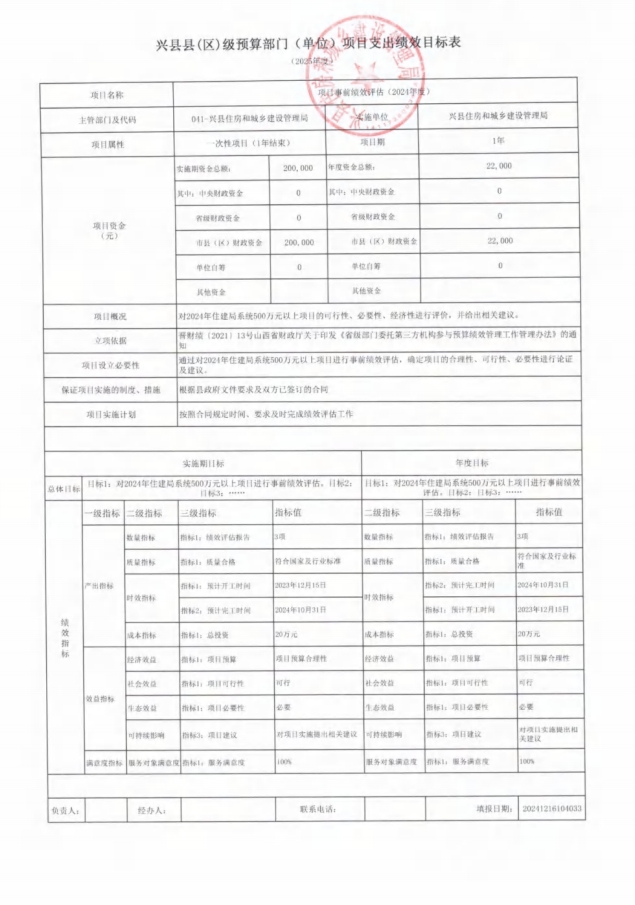 兴县县(区)级预算部门（单位）项目支出绩效目标表
（2025年度）
项目名称 项目事前绩效评估（2024年度）
主管部门及代码 041-兴县住房和城乡建设管理局 实施单位 兴县住房和城乡建设管理局
项目属性 一次性项目（1年结束） 项目期 1年
项目资金
（元）
实施期资金总额： 200,000 年度资金总额： 22,000
其中：中央财政资金 0 其中：中央财政资金 0
省级财政资金 0 省级财政资金 0
市县（区）财政资金 200,000 市县（区）财政资金 22,000
单位自筹 0 单位自筹 0
其他资金 其他资金
项目概况 对2024年住建局系统500万元以上项目的可行性、必要性、经济性进行评价，并给出相关建议。
立项依据 晋财绩〔2021〕13号山西省财政厅关于印发《省级部门委托第三方机构参与预算绩效管理工作管理办法》的通
知
项目设立必要性 通过对2024年住建局系统500万元以上项目进行事前绩效评估、确定项目的合理性、可行性、必要性进行论证
及建议。
保证项目实施的制度、措施 根据县政府文件要求及双方已签订的合同
项目实施计划 按照合同规定时间、要求及时完成绩效评估工作
实施期目标 年度目标
总体目标 目标1：对2024年住建局系统500万元以上项目进行事前绩效评估、目标2：
目标3：…… 目标1：对2024年住建局系统500万元以上项目进行事前绩效
评估、目标2：目标3：……
绩效指标
一级指标 二级指标 三级指标 指标值 二级指标 三级指标 指标值
产出指标 数量指标 指标1：绩效评估报告 3项 数量指标 指标1：绩效评估报告 3项
质量指标 指标1：质量合格 符合国家及行业标准 质量指标 指标1：质量合格 符合国家及行业标
准
时效指标 指标1：预计开工时间 2023年12月15日 时效指标 指标2：预计完工时间 2024年10月31日
指标2：预计完工时间 2024年10月31日 指标1：预计开工时间 2023年12月15日
成本指标 指标1：总投资 20万元 成本指标 指标1：总投资 20万元
效益指标 经济效益 指标1：项目预算 项目预算合理性 经济效益 指标1：项目预算 项目预算合理性
社会效益 指标1：项目可行性 可行 社会效益 指标1：项目可行性 可行
生态效益 指标1：项目必要性 必要 生态效益 指标1：项目必要性 必要
可持续影响 指标3：项目建议 对项目实施提出相关建议 可持续影响 指标3：项目建议 对项目实施提出相
关建议
满意度指标 服务对象满意度 指标1：服务满意度 100% 服务对象满意度 指标1：服务满意度 100%
负责人： 经办人： 联系电话： 填报日期： 20241216104033